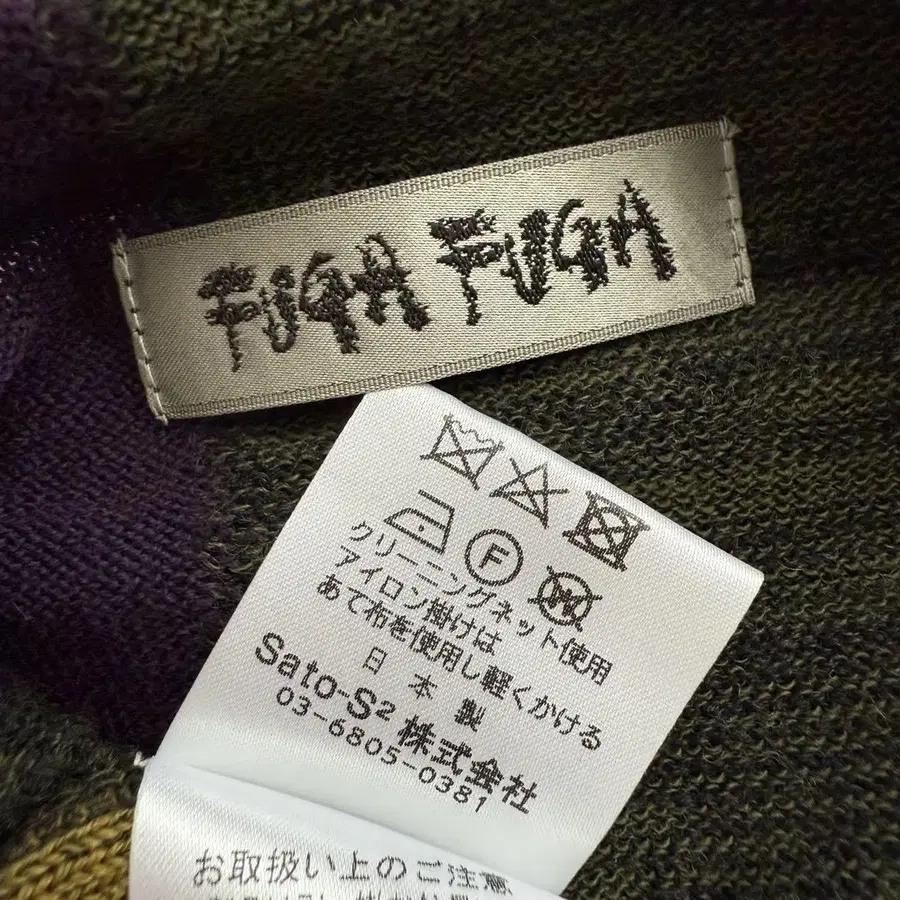 FUGA FUGA
F
W
クリーニングネット使用
アイロン掛けは
あて布を使用し軽くかける
日本製
Sato-S² 株式会社
03-6805-0381
お取扱い上のご注意